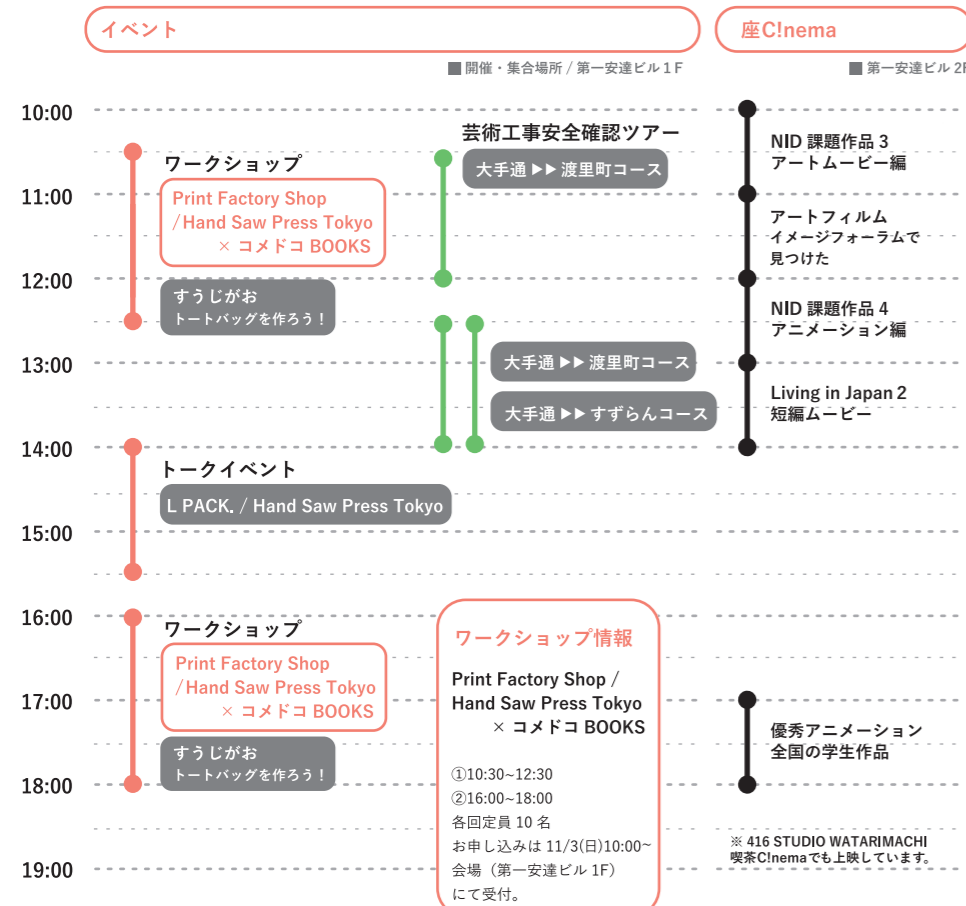 イベント
座C!nema
■ 開催・集合場所 / 第一安達ビル 1 F
■ 第一安達ビル 2F
10:00
11:00
12:00
13:00
14:00
15:00
16:00
17:00
18:00
19:00
ワークショップ
Print Factory Shop
/Hand Saw Press Tokyo
× コメドコ BOOKS
すうじがお
トートバッグを作ろう！
芸術工事安全確認ツアー
大手通 ▶▶ 渡里町コース
大手通 ▶▶ 渡里町コース
大手通 ▶▶ すずらんコース
トークイベント
L PACK. / Hand Saw Press Tokyo
ワークショップ
Print Factory Shop
/Hand Saw Press Tokyo
× コメドコ BOOKS
すうじがお
トートバッグを作ろう！
ワークショップ情報
Print Factory Shop /
Hand Saw Press Tokyo
× コメドコ BOOKS
①10:30~12:30
②16:00~18:00
各回定員 10 名
お申し込みは 11/3(日)10:00~
会場（第一安達ビル 1F）
にて受付。
NID 課題作品 3
アートムービー編
アートフィルム
イメージフォーラムで
見つけた
NID 課題作品 4
アニメーション編
Living in Japan 2
短編ムービー
優秀アニメーション
全国の学生作品
※ 416 STUDIO WATARIMACHI
喫茶C!nemaでも上映しています。